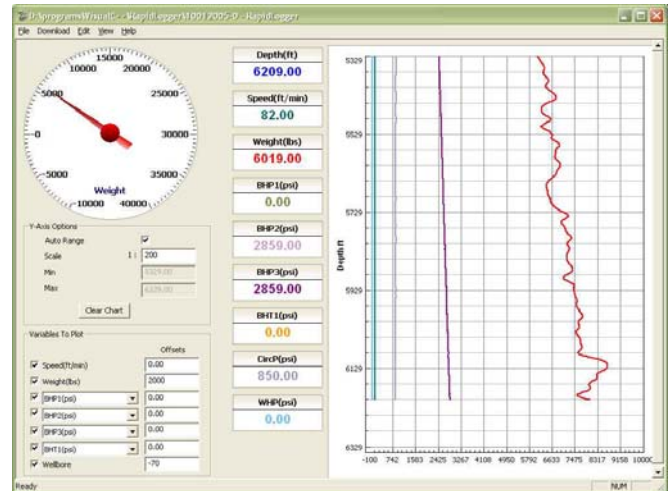 File Download Edit View Help
15000
10000 20000
5000 25000
0 30000
-5000 35000
-10000 40000
Weight
Y-Axis Options
Auto Range
Scale 1 : 200
Min 5329.00
Max 6329.00
Clear Chart
Variables To Plot
Offsets
Speed(ft/min) 0.00
Weight(lbs) 2000
BHP1(psi) 0.00
BHP2(psi) 0.00
BHP3(psi) 0.00
BHT1(psi) 0.00
Wellbore -70
Depth(ft)
6209.00
Speed(ft/min)
82.00
Weight(lbs)
6019.00
BHP1(psi)
0.00
BHP2(psi)
2859.00
BHP3(psi)
2859.00
BHT1(psi)
0.00
CircP(psi)
850.00
WHP(psi)
0.00
Depth ft
5329
5529
5729
5929
6129
6329
-100 742 1583 2425 3267 4108 4950 5792 6633 7475 8317 9158 10000
Ready NUM